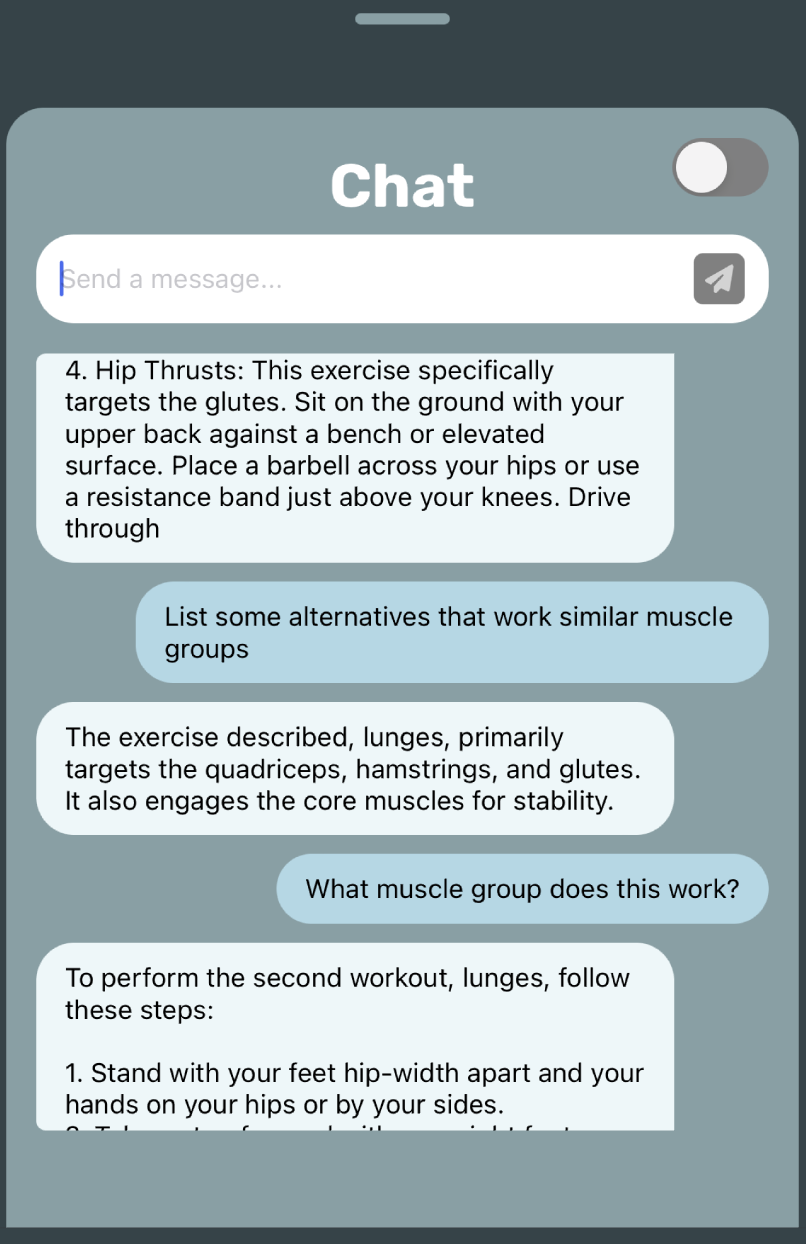 Chat
Send a message...
4. Hip Thrusts: This exercise specifically
targets the glutes. Sit on the ground with your
upper back against a bench or elevated
surface. Place a barbell across your hips or use
a resistance band just above your knees. Drive
through
List some alternatives that work similar muscle
groups
The exercise described, lunges, primarily
targets the quadriceps, hamstrings, and glutes.
It also engages the core muscles for stability.
What muscle group does this work?
To perform the second workout, lunges, follow
these steps:
1. Stand with your feet hip-width apart and your
hands on your hips or by your sides.